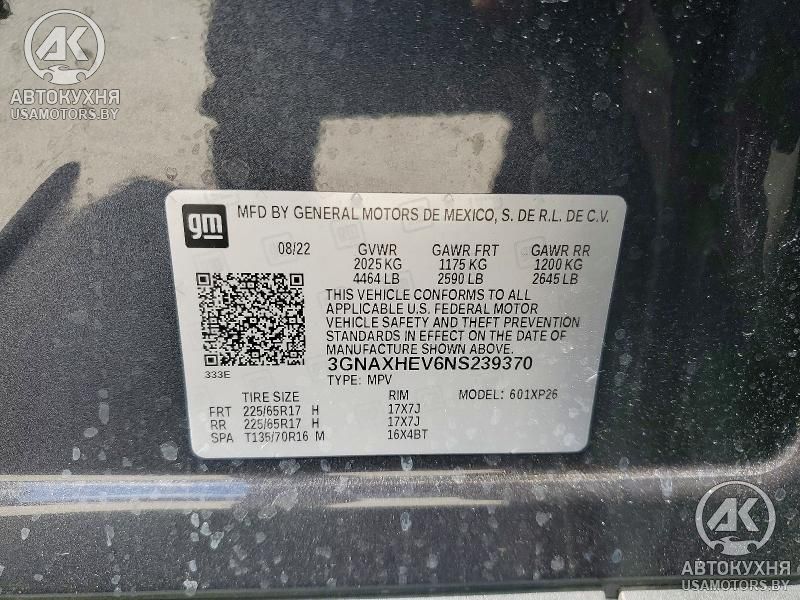 AK
АВТОКУХНЯ
USAMOTORS.BY
gm
MFD BY GENERAL MOTORS DE MEXICO, S. DE R.L. DE C.V.
08/22 GVWR GAWR FRT GAWR RR
2025 KG 1175 KG 1200 KG
4464 LB 2590 LB 2645 LB
THIS VEHICLE CONFORMS TO ALL
APPLICABLE U.S. FEDERAL MOTOR
VEHICLE SAFETY AND THEFT PREVENTION
STANDARDS IN EFFECT ON THE DATE OF
MANUFACTURE SHOWN ABOVE.
3GNAXHEV6NS239370
333E
TYPE: MPV
TIRE SIZE RIM MODEL: 601XP26
FRT 225/65R17 H 17X7J
RR 225/65R17 H 17X7J
SPA T135/70R16 M 16X4BT
AK
АВТОКУХНЯ
USAMOTORS.BY